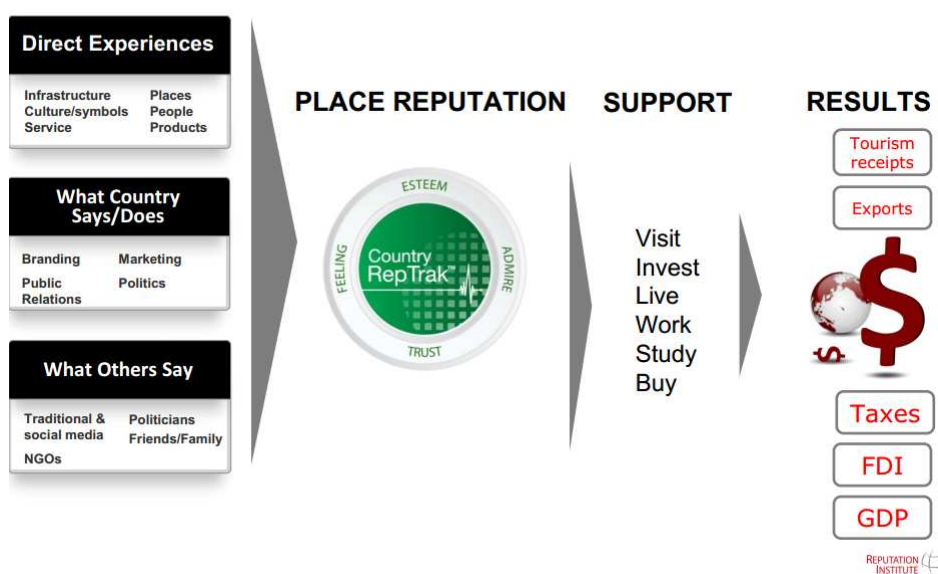 Direct Experiences
Infrastructure
Culture/symbols
Service
Places
People
Products
What Country
Says/Does
Branding
Public
Relations
Marketing
Politics
What Others Say
Traditional &
social media
NGOs
Politicians
Friends/Family
PLACE REPUTATION
ESTEEM
FEELING
ADMIRE
TRUST
Country
RepTrak™
SUPPORT
Visit
Invest
Live
Work
Study
Buy
RESULTS
Tourism
receipts
Exports
$
$
Taxes
FDI
GDP
REPUTATION
INSTITUTE